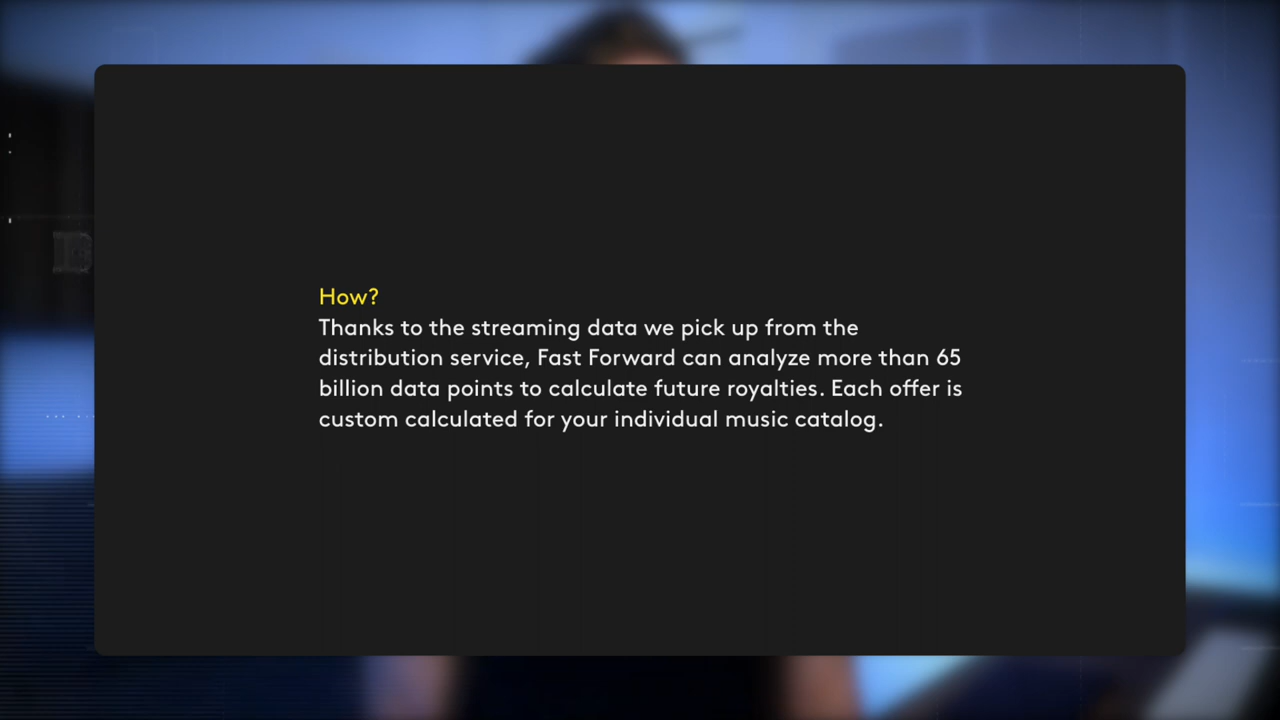 How?
Thanks to the streaming data we pick up from the
distribution service, Fast Forward can analyze more than 65
billion data points to calculate future royalties. Each offer is
custom calculated for your individual music catalog.